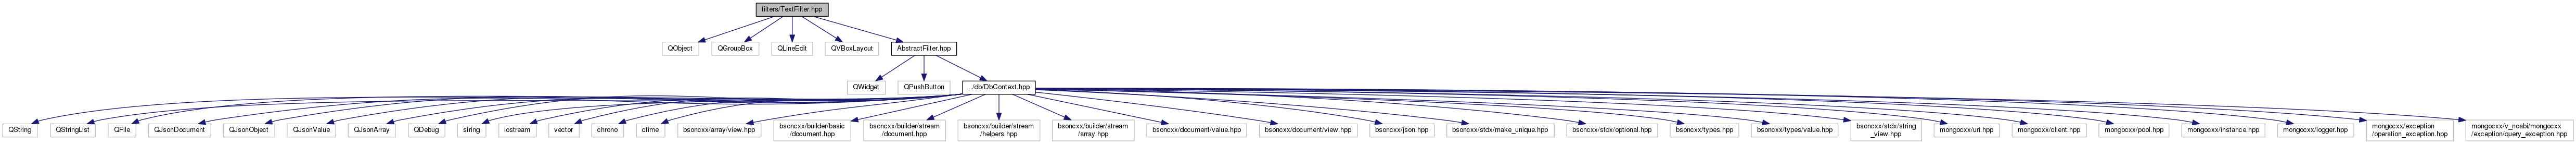 filters/TextFilter.hpp
QObject
QGroupBox
QLineEdit
QVBoxLayout
AbstractFilter.hpp
QWidget
QPushButton
../db/DbContext.hpp
QString
QStringList
QFile
QJsonDocument
QJsonObject
QJsonValue
QJsonArray
QDebug
string
iostream
vector
chrono
ctime
bsoncxx/array/view.hpp
bsoncxx/builder/basic
/document.hpp
bsoncxx/builder/stream
/document.hpp
bsoncxx/builder/stream
/helpers.hpp
bsoncxx/builder/stream
/array.hpp
bsoncxx/document/value.hpp
bsoncxx/document/view.hpp
bsoncxx/json.hpp
bsoncxx/stdx/make_unique.hpp
bsoncxx/stdx/optional.hpp
bsoncxx/types.hpp
bsoncxx/types/value.hpp
bsoncxx/stdx/string
_view.hpp
mongocxx/uri.hpp
mongocxx/client.hpp
mongocxx/pool.hpp
mongocxx/instance.hpp
mongocxx/logger.hpp
mongocxx/exception
/operation_exception.hpp
mongocxx/v_noabi/mongocxx
/exception/query_exception.hpp